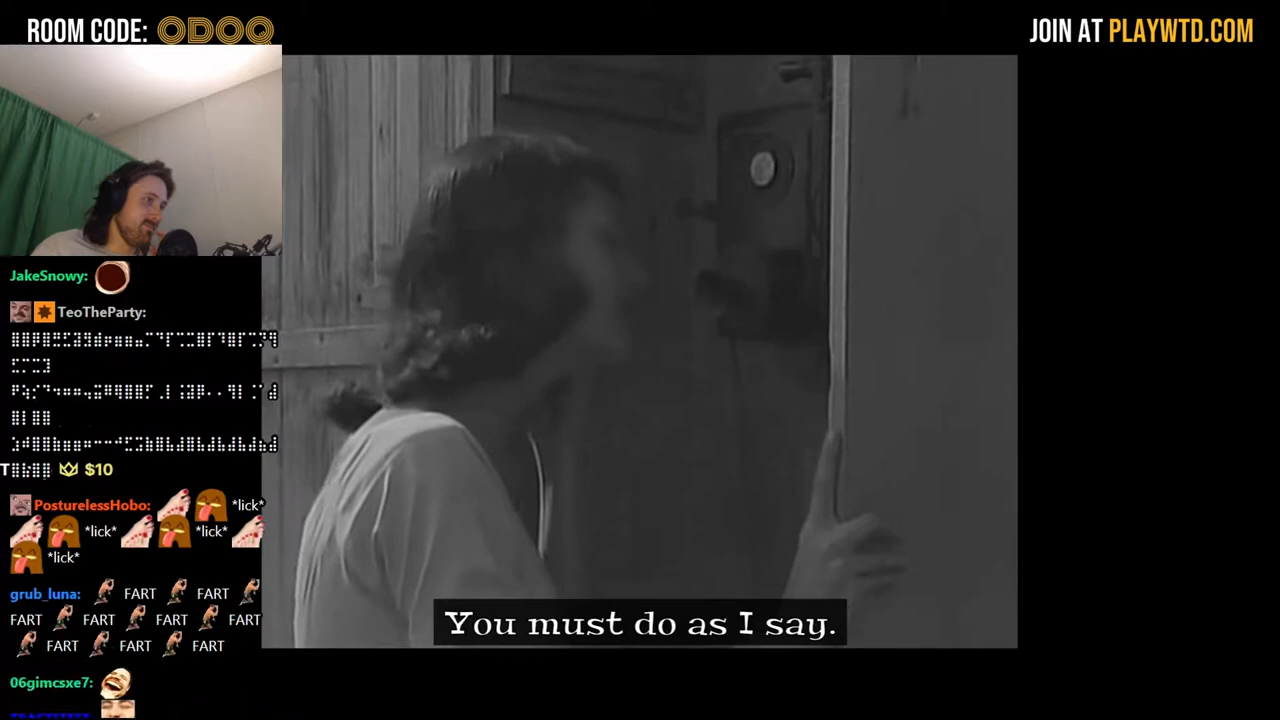 ROOM CODE: ODOQ
JOIN AT PLAYWTD.COM
JakeSnowy:
TeoTheParty:
$10
PosturelessHobo: *lick*
*lick* *lick*
*lick*
grub_luna: FART FART
FART FART FART FART
FART FART FART
06gimcsxe7:
You must do as I say.